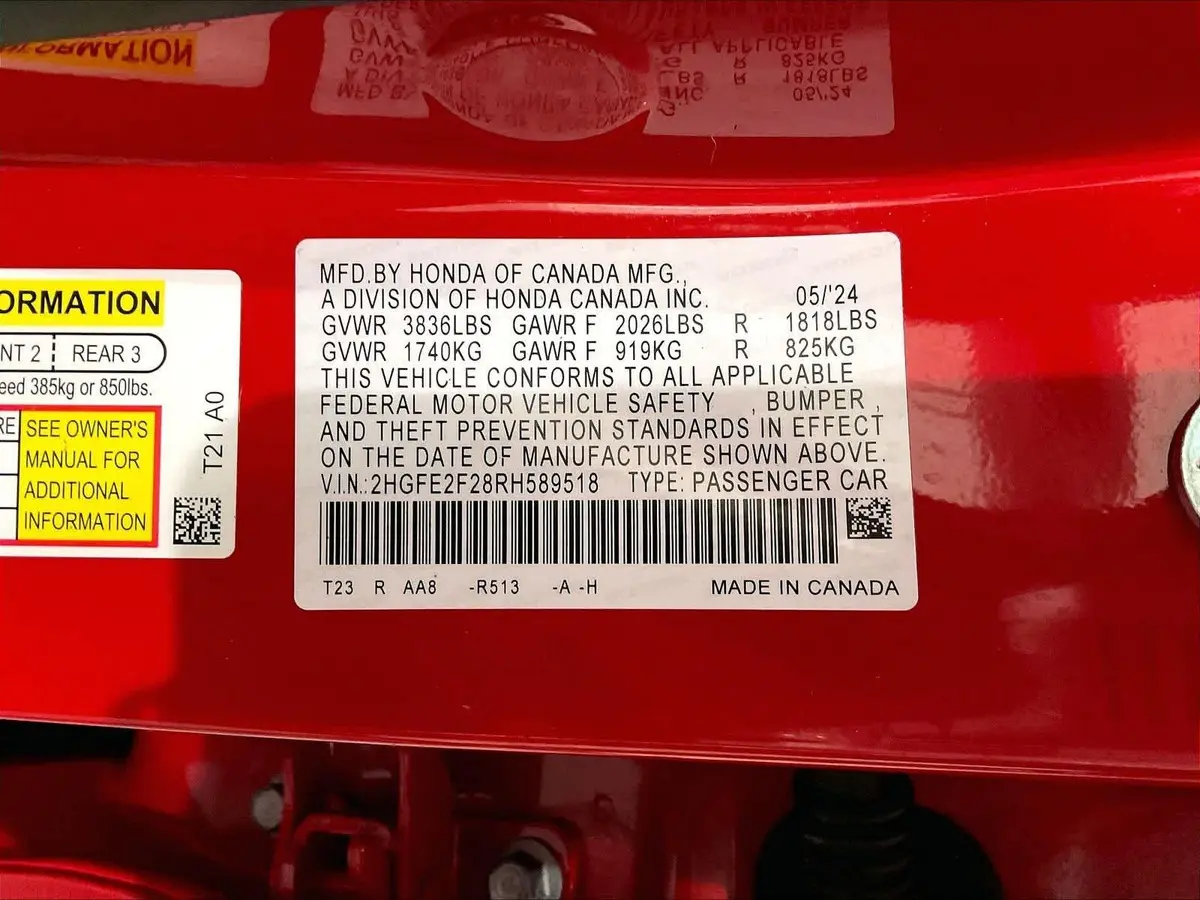 ORMATION
NT 2 REAR 3
eed 385kg or 850lbs.
RE
SEE OWNER'S
MANUAL FOR
ADDITIONAL
INFORMATION
T21 A0
MFD.BY HONDA OF CANADA MFG.,
A DIVISION OF HONDA CANADA INC. 05/'24
GVWR 3836LBS GAWR F 2026LBS R 1818LBS
GVWR 1740KG GAWR F 919KG R 825KG
THIS VEHICLE CONFORMS TO ALL APPLICABLE
FEDERAL MOTOR VEHICLE SAFETY , BUMPER ,
AND THEFT PREVENTION STANDARDS IN EFFECT
ON THE DATE OF MANUFACTURE SHOWN ABOVE.
V.I.N.:2HGFE2F28RH589518 TYPE: PASSENGER CAR
T23 R AA8 -R513 -A -H MADE IN CANADA